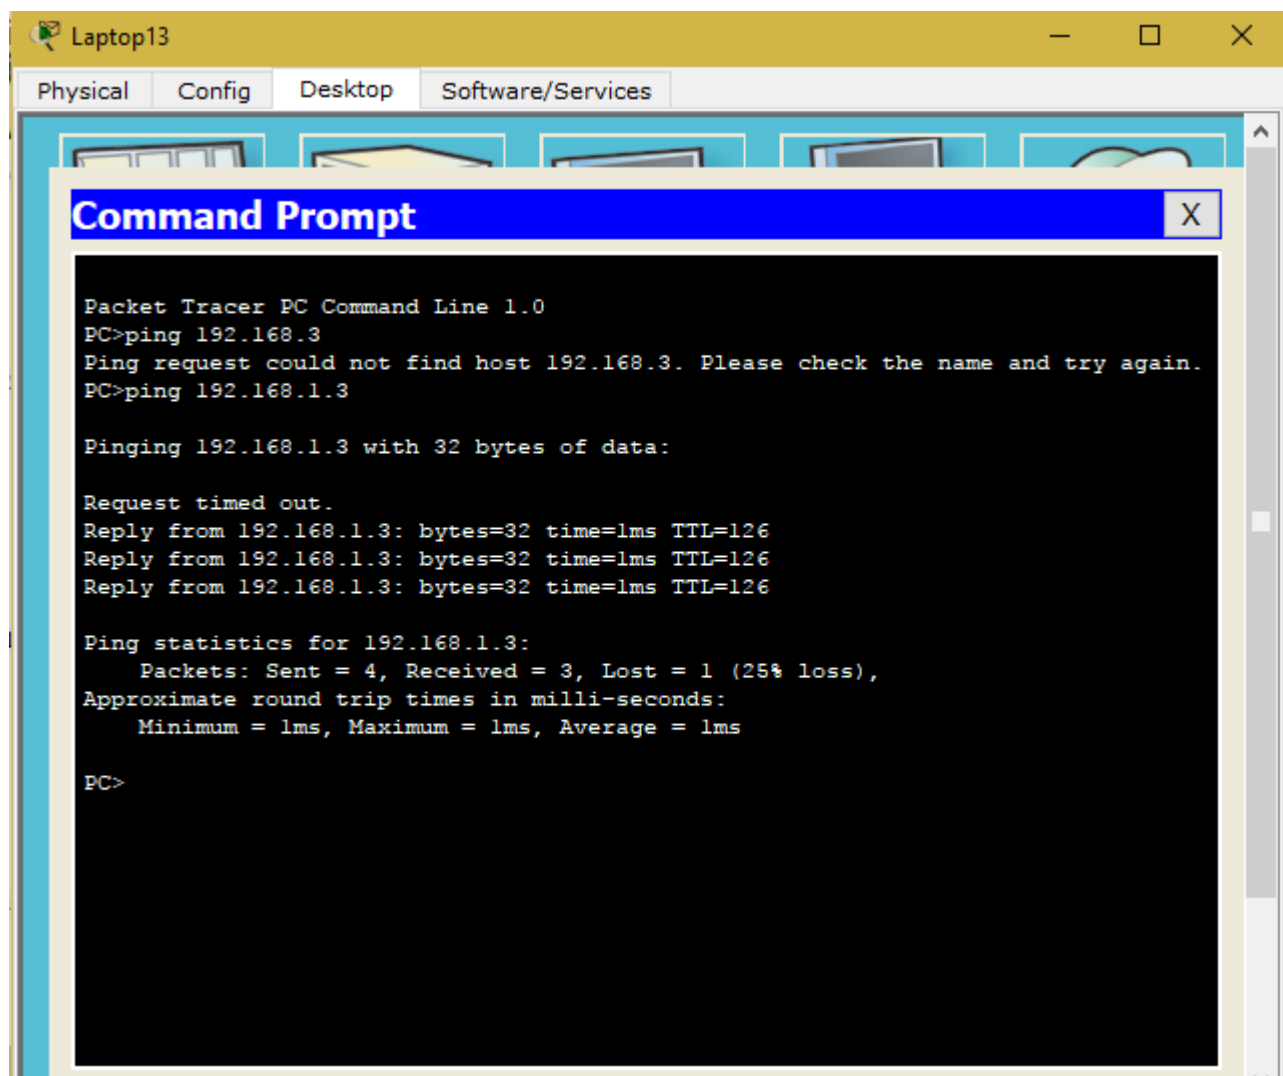 Laptop13
Physical Config Desktop Software/Services
Command Prompt X
Packet Tracer PC Command Line 1.0
PC>ping 192.168.3
Ping request could not find host 192.168.3. Please check the name and try again.
PC>ping 192.168.1.3
Pinging 192.168.1.3 with 32 bytes of data:
Request timed out.
Reply from 192.168.1.3: bytes=32 time=1ms TTL=126
Reply from 192.168.1.3: bytes=32 time=1ms TTL=126
Reply from 192.168.1.3: bytes=32 time=1ms TTL=126
Ping statistics for 192.168.1.3:
Packets: Sent = 4, Received = 3, Lost = 1 (25% loss),
Approximate round trip times in milli-seconds:
Minimum = 1ms, Maximum = 1ms, Average = 1ms
PC>